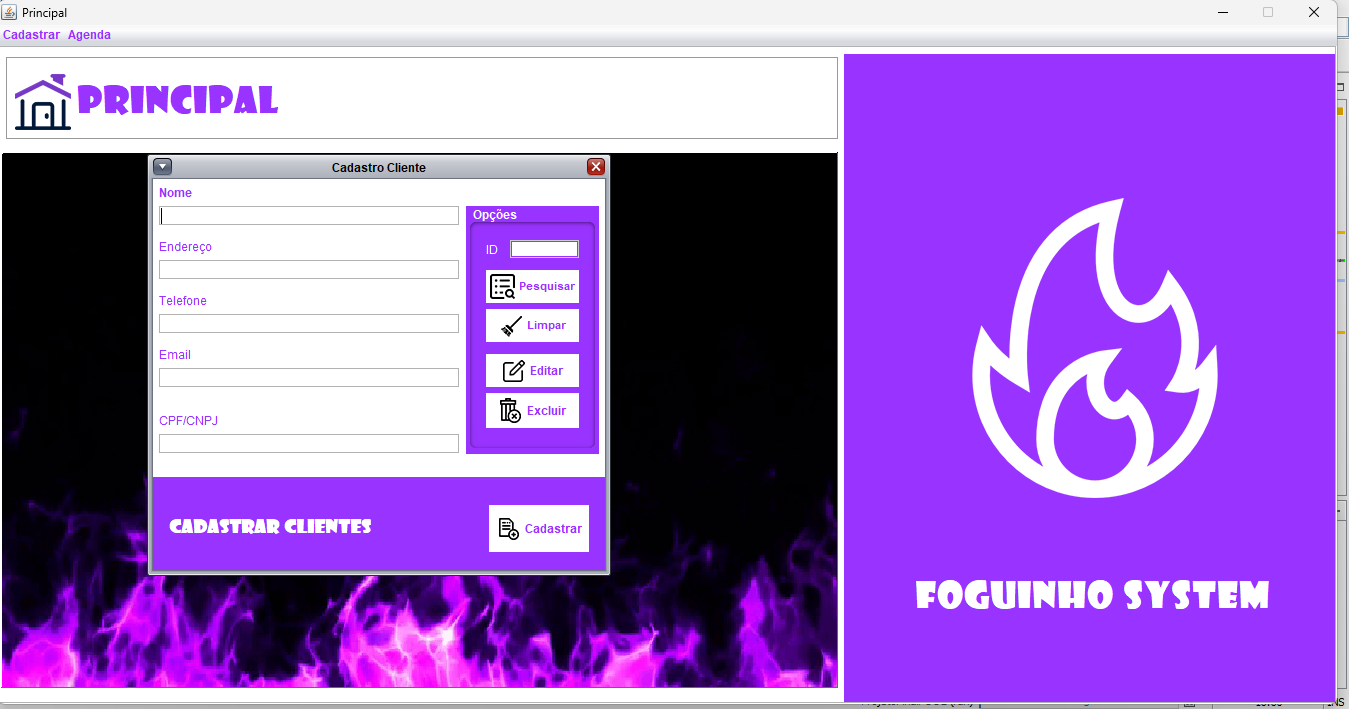 Principal
Cadastrar Agenda
PRINCIPAL
Cadastro Cliente
Nome
Endereço
Telefone
Email
CPF/CNPJ
Opções
ID
Pesquisar
Limpar
Editar
Excluir
CADASTRAR CLIENTES
Cadastrar
FOGUINHO SYSTEM